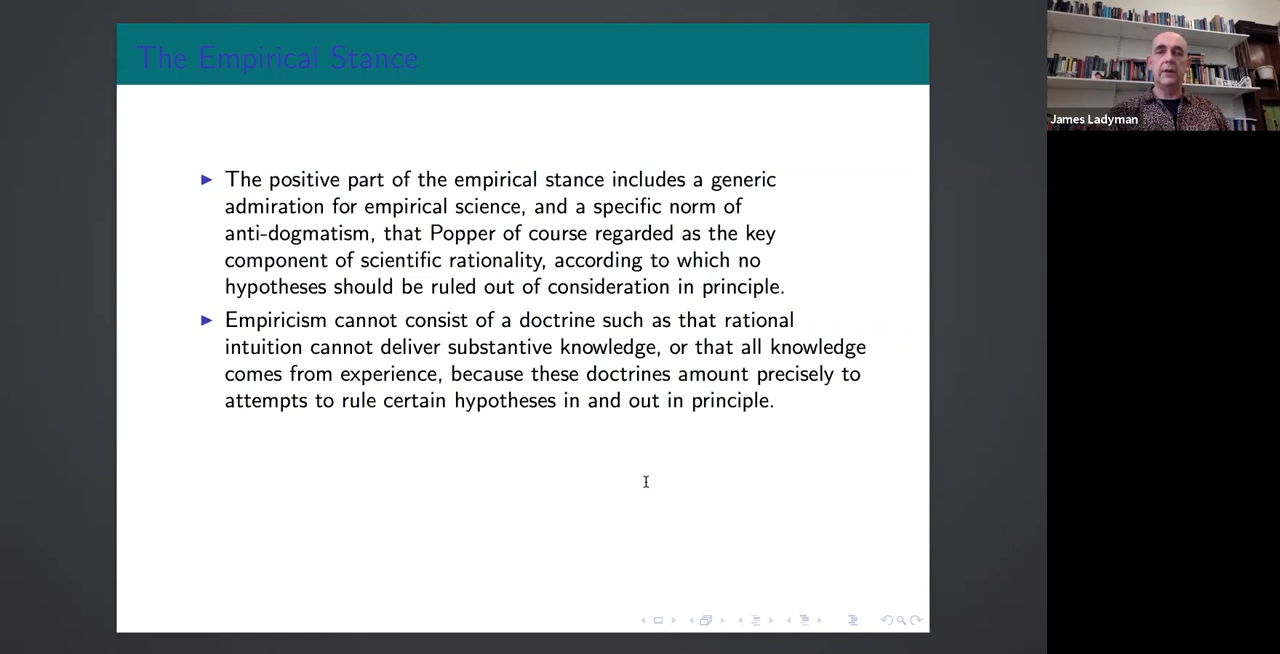 The Empirical Stance
James Ladyman
The positive part of the empirical stance includes a generic
admiration for empirical science, and a specific norm of
anti-dogmatism, that Popper of course regarded as the key
component of scientific rationality, according to which no
hypotheses should be ruled out of consideration in principle.
Empiricism cannot consist of a doctrine such as that rational
intuition cannot deliver substantive knowledge, or that all knowledge
comes from experience, because these doctrines amount precisely to
attempts to rule certain hypotheses in and out in principle.